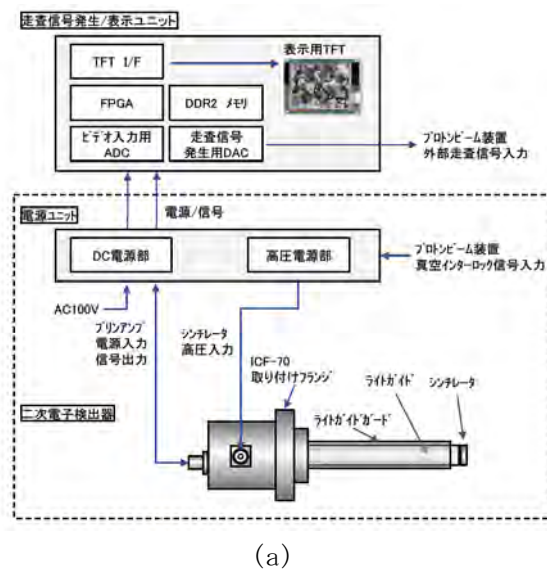 走査信号発生/表示ユニット
表示用TFT
TFT I/F
FPGA
DDR2 ﾒﾓﾘ
ﾋﾞﾃﾞｵ入力用
ADC
走査信号
発生用DAC
ﾌﾟﾛﾄﾝﾋﾞｰﾑ装置
外部走査信号入力
電源/信号
電源ユニット
DC電源部
高圧電源部
ﾌﾟﾛﾄﾝﾋﾞｰﾑ装置
真空ｲﾝﾀｰﾛｯｸ信号入力
AC100V
ﾌﾟﾘﾝｱﾝﾌﾟ
電源入力
信号出力
ｼﾝﾁﾚｰﾀ
高圧入力
ICF-70
取り付けﾌﾗﾝｼﾞ
ﾗｲﾄｶﾞｲﾄﾞ
ｼﾝﾁﾚｰﾀ
ﾗｲﾄｶﾞｲﾄﾞｶﾞｰﾄﾞ
二次電子検出器
(a)